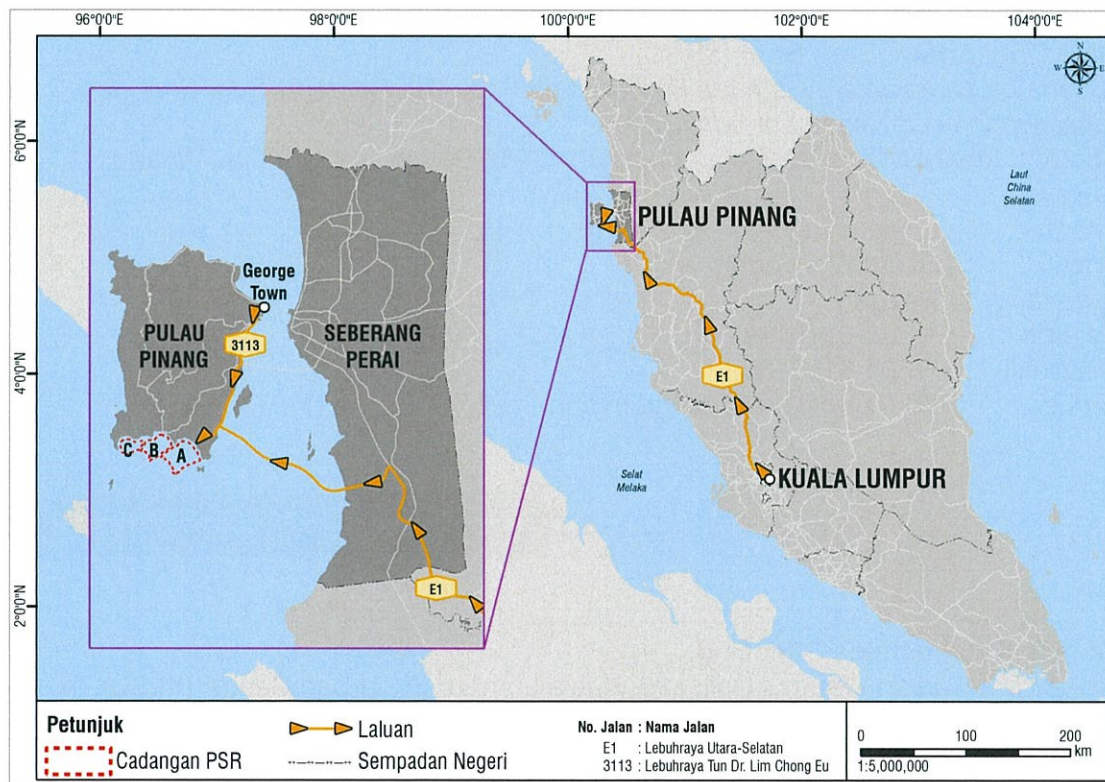 96°0'0"E
98°0'0"E
100°0'0"E
102°0'0"E
104°0'0"E
6°0'0"N
4°0'0"N
2°0'0"N
N
W
E
S
Laut
China
Selatan
PULAU PINANG
George
Town
PULAU
PINANG
3113
SEBERANG
PERAI
C
B
A
E1
E1
Selat
Melaka
KUALA LUMPUR
Petunjuk
Cadangan PSR
Laluan
Sempadan Negeri
No. Jalan : Nama Jalan
E1 : Lebuhraya Utara-Selatan
3113 : Lebuhraya Tun Dr. Lim Chong Eu
0 100 200
km
1:5,000,000